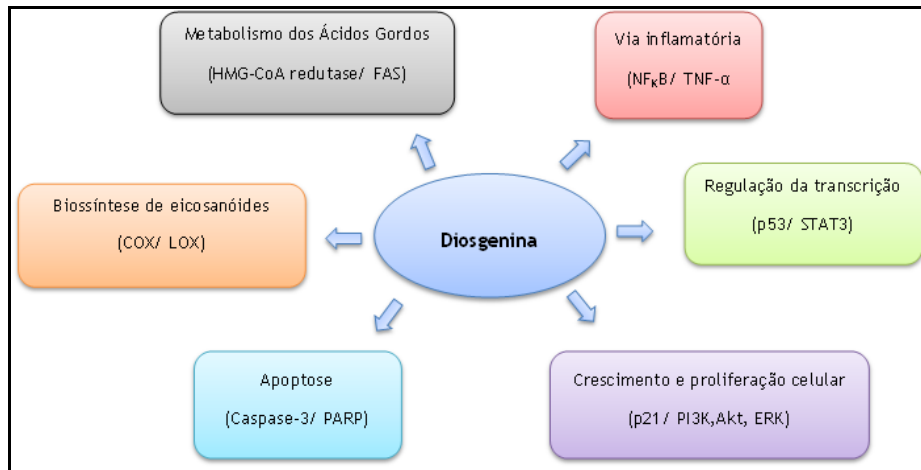 Metabolismo dos Ácidos Gordos
(HMG-CoA redutase/ FAS)
Via inflamatória
(NFκB/ TNF-α
Biossíntese de eicosanóides
(COX/ LOX)
Diosgenina
Regulação da transcrição
(p53/ STAT3)
Apoptose
(Caspase-3/ PARP)
Crescimento e proliferação celular
(p21/ PI3K,Akt, ERK)